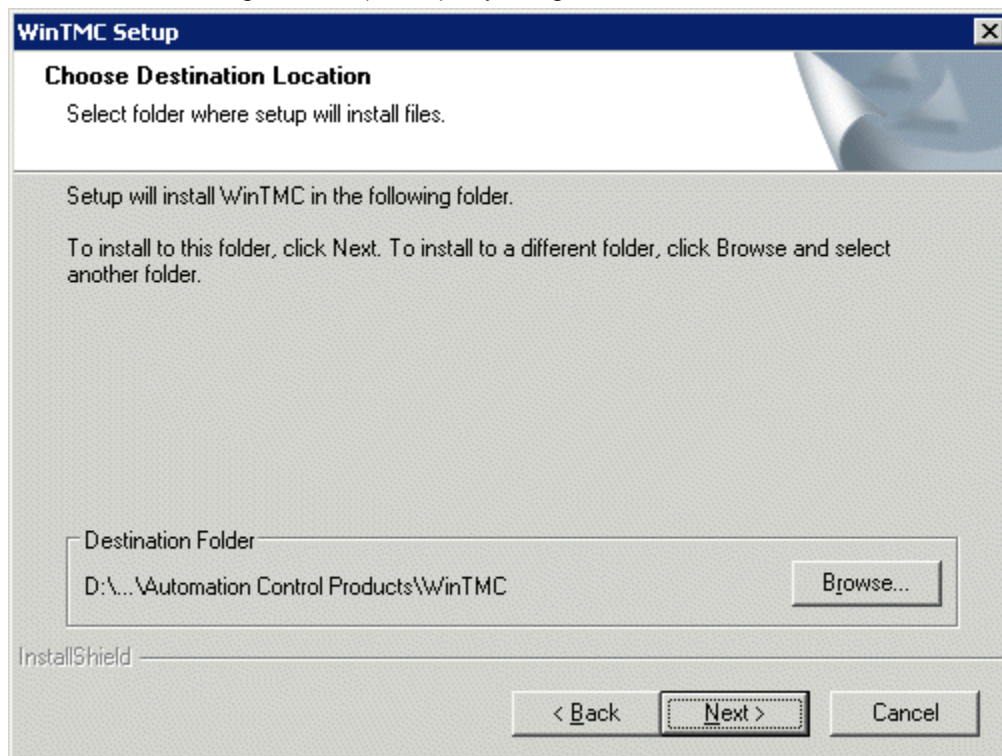 WinTMC Setup
Choose Destination Location
Select folder where setup will install files.
Setup will install WinTMC in the following folder.
To install to this folder, click Next. To install to a different folder, click Browse and select
another folder.
Destination Folder
D:\...\Automation Control Products\WinTMC
Browse...
InstallShield
< Back
Next >
Cancel